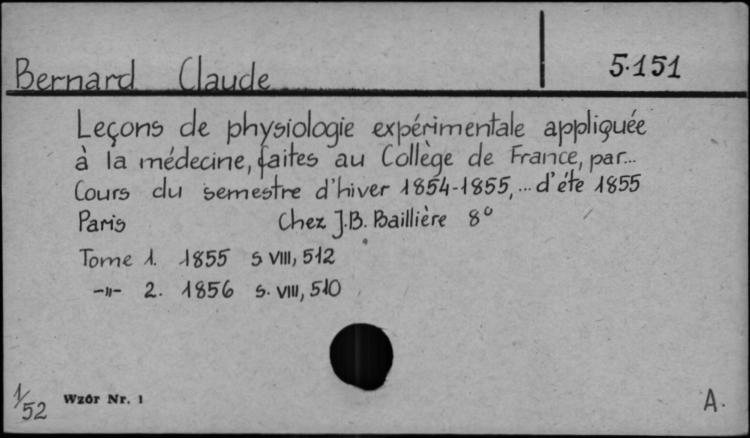 Bernard Claude 5.151
Leçons de physiologie expérimentale appliquée
à la médecine, faites au Collège de France, par...
Cours du semestre d'hiver 1854-1855, ... d'éte 1855
Paris Chez J.B. Baillière 8°
Tome 1. 1855 s VIII, 512
-„- 2. 1856 s. VIII, 510
1/52 Wzór Nr. 1 A.